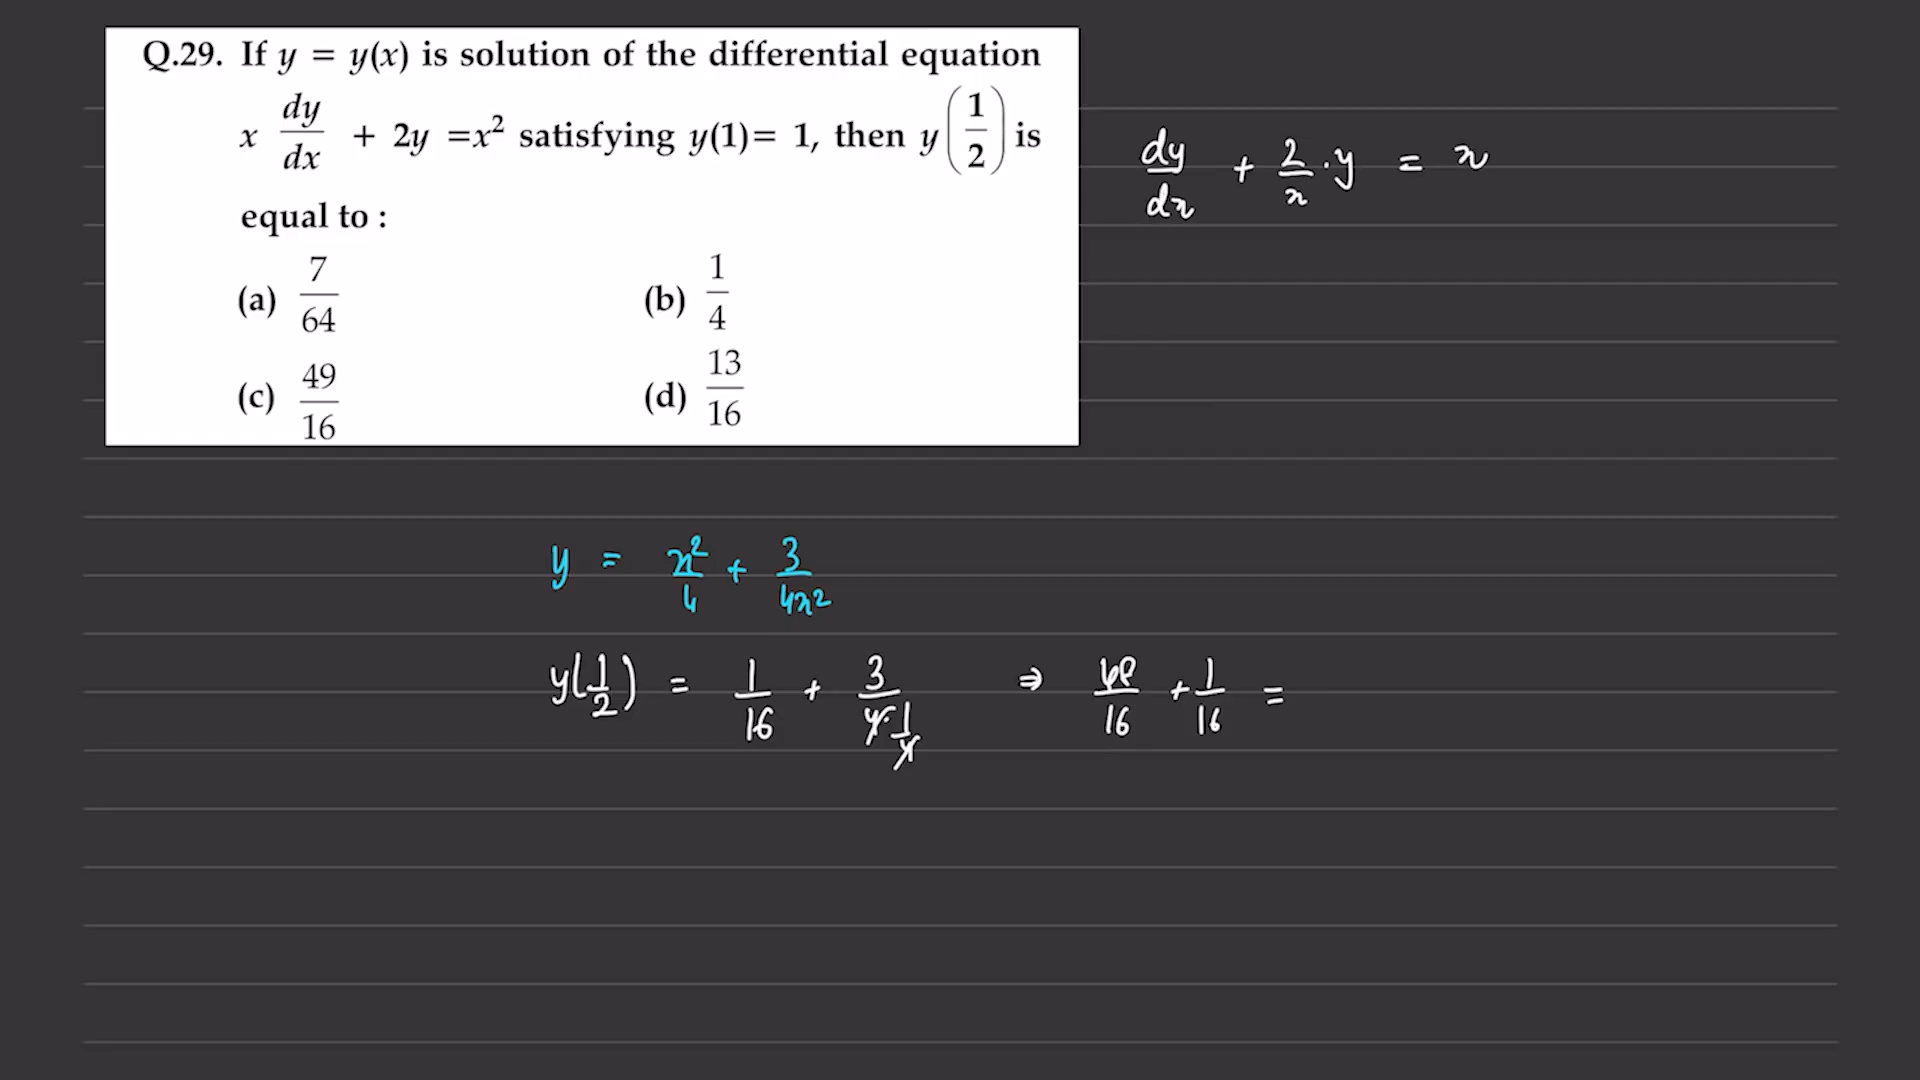 Q.29. If y = y(x) is solution of the differential equation
x dy/dx + 2y =x² satisfying y(1)= 1, then y(1/2) is
equal to :
(a) 7/64 (b) 1/4
(c) 49/16 (d) 13/16
dy/dx + 2/x · y = x
y = x²/4 + 3/4x²
y(1/2) = 1/16 + 3/4·1/4 ⇒ 48/16 + 1/16 =